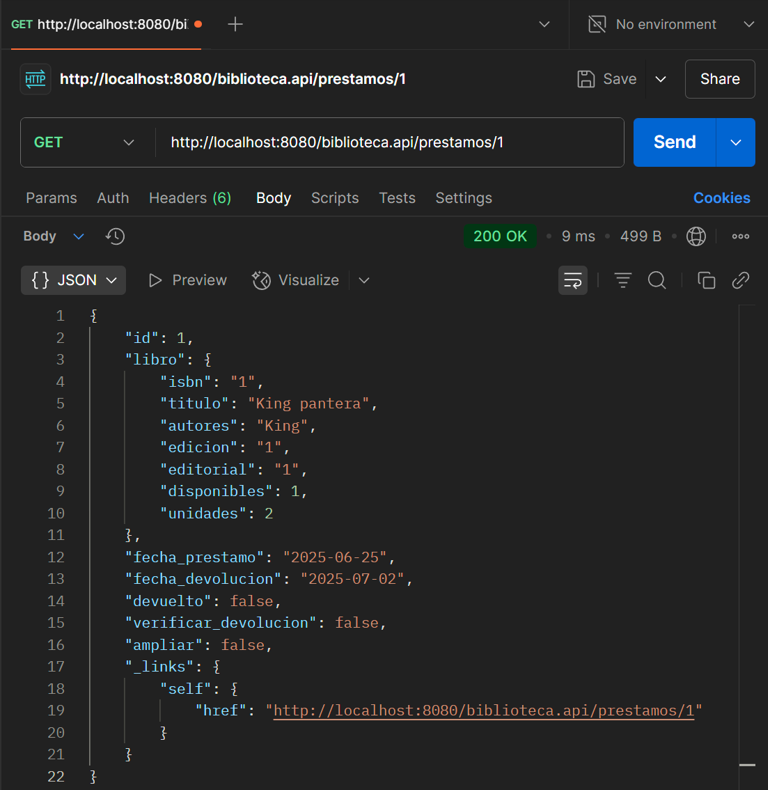 GET http://localhost:8080/bi
No environment
HTTP http://localhost:8080/biblioteca.api/prestamos/1 Save Share
GET http://localhost:8080/biblioteca.api/prestamos/1 Send
Params Auth Headers (6) Body Scripts Tests Settings Cookies
Body 200 OK • 9 ms • 499 B •
{} JSON Preview Visualize
1 {
2 "id": 1,
3 "libro": {
4 "isbn": "1",
5 "titulo": "King pantera",
6 "autores": "King",
7 "edicion": "1",
8 "editorial": "1",
9 "disponibles": 1,
10 "unidades": 2
11 },
12 "fecha_prestamo": "2025-06-25",
13 "fecha_devolucion": "2025-07-02",
14 "devuelto": false,
15 "verificar_devolucion": false,
16 "ampliar": false,
17 "_links": {
18 "self": {
19 "href": "http://localhost:8080/biblioteca.api/prestamos/1"
20 }
21 }
22 }